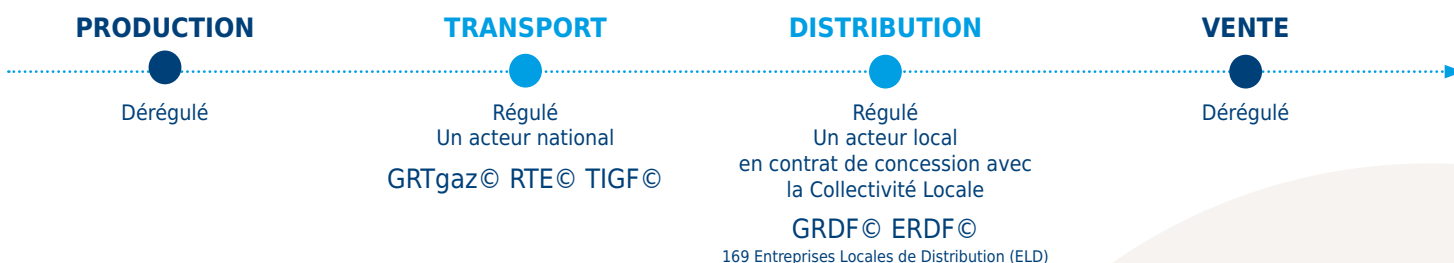 PRODUCTION
Dérégulé
TRANSPORT
Régulé
Un acteur national
GRTgaz© RTE© TIGF©
DISTRIBUTION
Régulé
Un acteur local
en contrat de concession avec
la Collectivité Locale
GRDF© ERDF©
169 Entreprises Locales de Distribution (ELD)
VENTE
Dérégulé